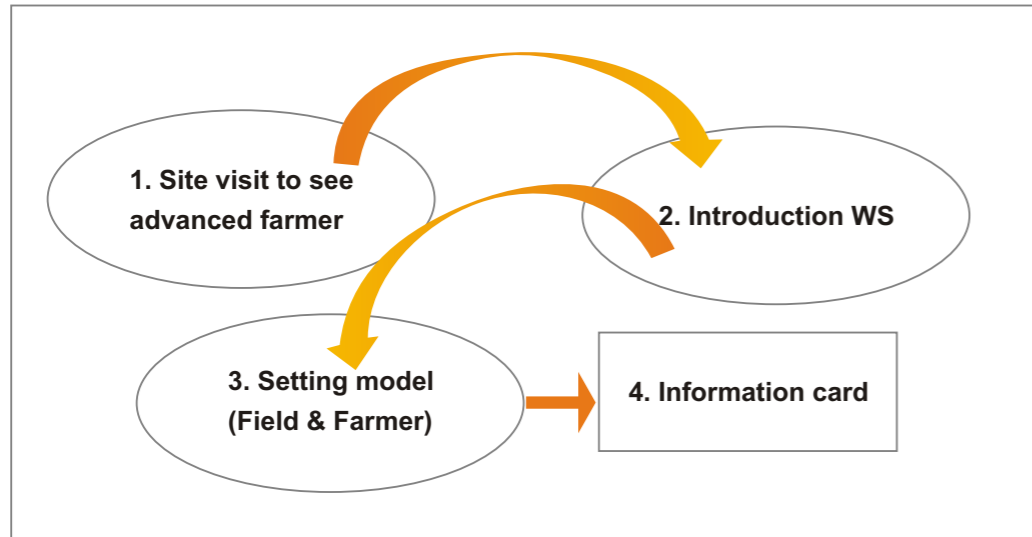 1. Site visit to see
advanced farmer
2. Introduction WS
3. Setting model
(Field & Farmer)
4. Information card